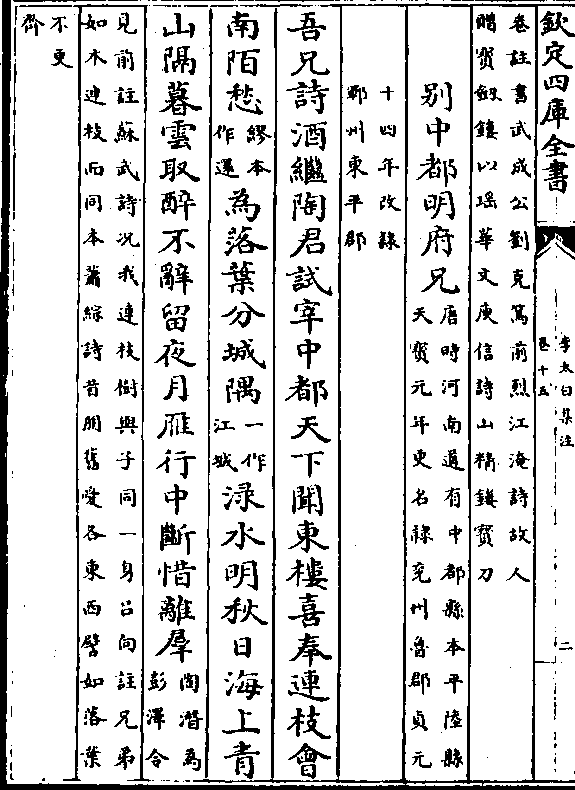 欽定四庫全書
李太白集注
卷十五
二
卷註書武成公劉克篤前烈江淹詩故人
贈寳劔鏤以瑶華文庾信詩山精鏤寳刀
别中都明府兄
唐時河南道有中都縣本平陸縣
天寳元年更名隷兖州魯郡貞元
十四年改隷
鄆州東平郡
吾兄詩酒繼陶君試宰中都天下聞東樓喜奉連枝會
南陌愁
繆本
作還
為落葉分城隅
一作
江城
渌水明秋日海上青
山隔暮雲取醉不辭留夜月雁行中斷惜離羣
陶潛為
彭澤令
見前註蘇武詩况我連枝樹與子同一身吕向註兄弟
如木連枝而同本蕭綜詩昔朋舊愛各東西譬如落葉
不更
齊